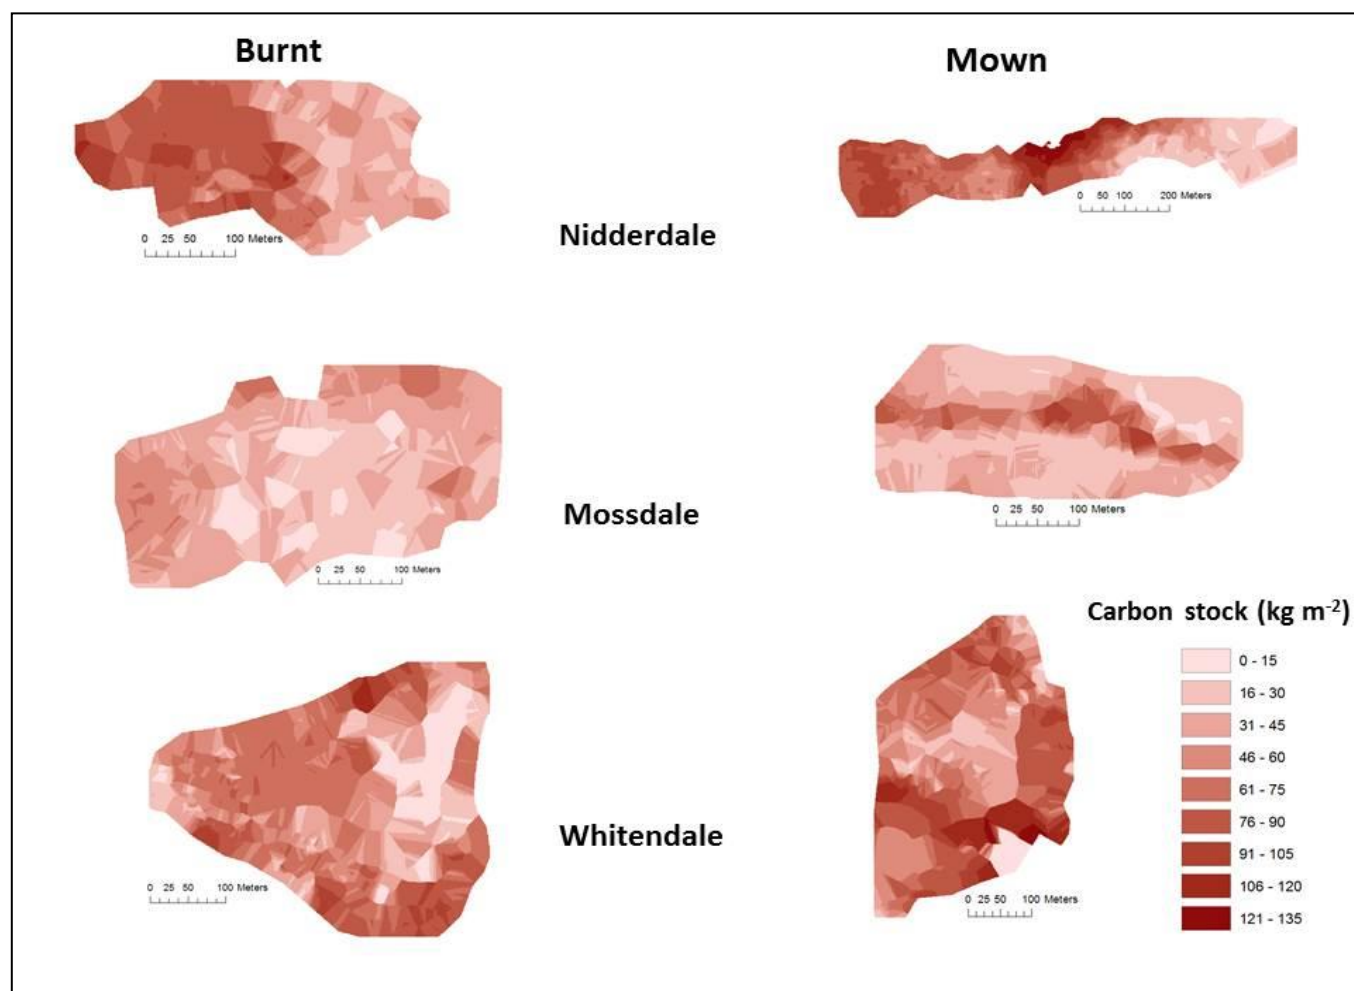 Burnt
Mown
0 25 50 100 Meters
0 50 100 200 Meters
Nidderdale
0 25 50 100 Meters
0 25 50 100 Meters
Mossdale
Carbon stock (kg m-2)
0 - 15
16 - 30
31 - 45
46 - 60
61 - 75
76 - 90
91 - 105
106 - 120
121 - 135
0 25 50 100 Meters
0 25 50 100 Meters
Whitendale